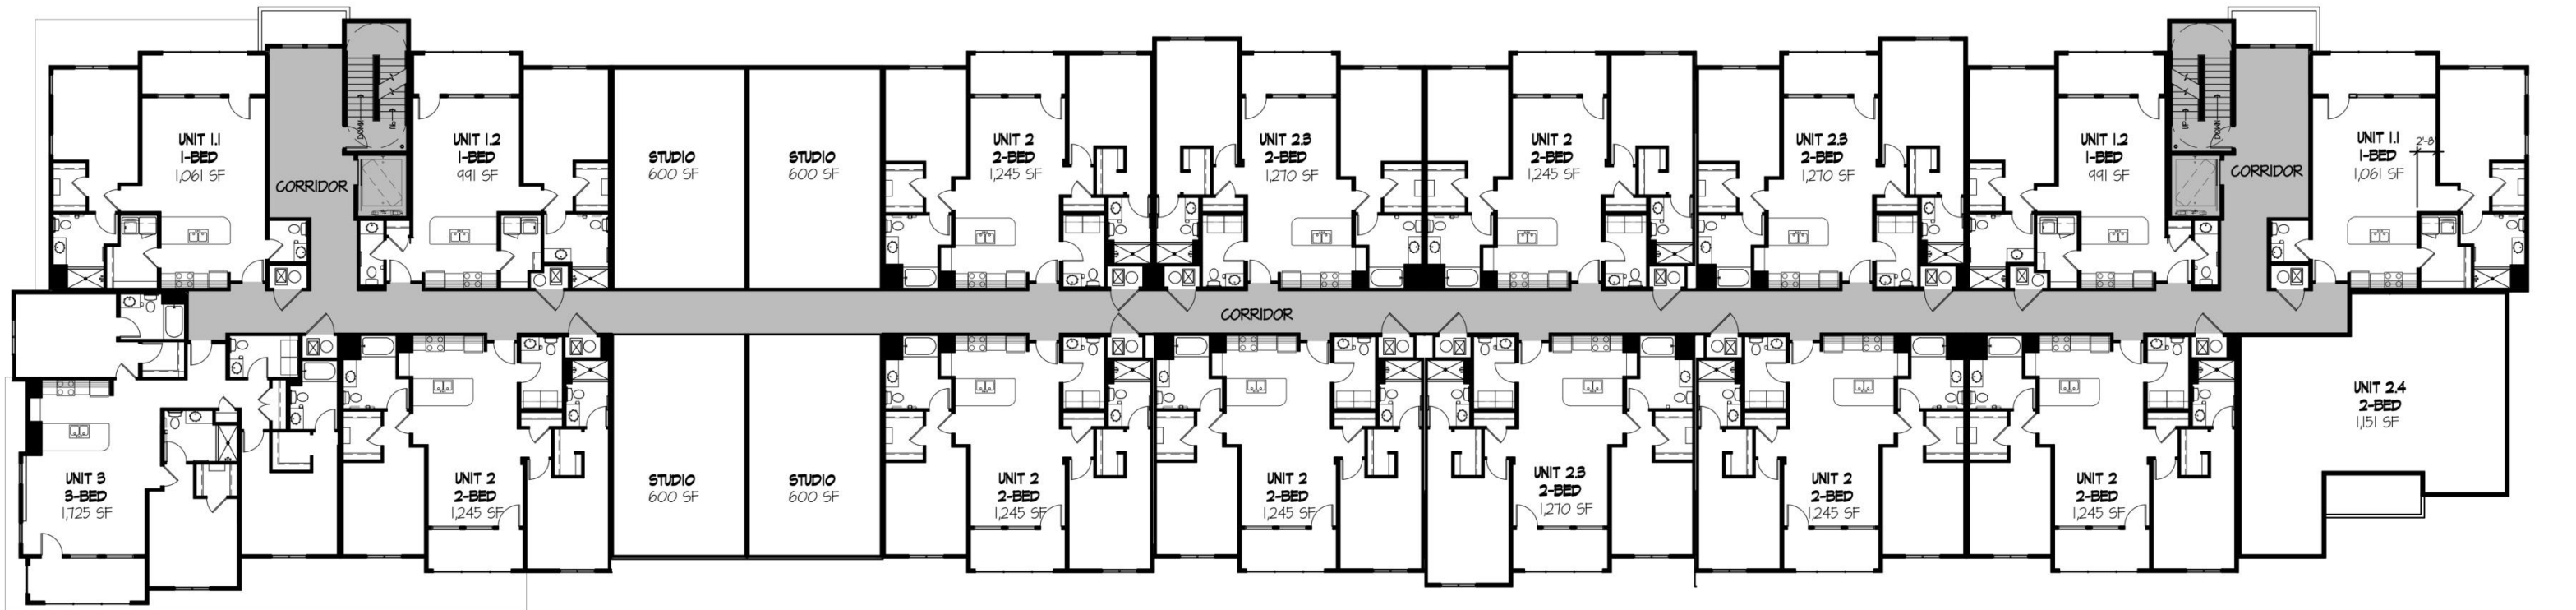 UNIT 1.1
1-BED
1,061 SF
CORRIDOR
DOWN
UP
UNIT 1.2
1-BED
991 SF
STUDIO
600 SF
STUDIO
600 SF
UNIT 2
2-BED
1,245 SF
UNIT 2.3
2-BED
1,270 SF
UNIT 2
2-BED
1,245 SF
UNIT 2.3
2-BED
1,270 SF
UNIT 1.2
1-BED
991 SF
UP
DOWN
CORRIDOR
UNIT 1.1
1-BED
1,061 SF
2'-8"
CORRIDOR
UNIT 3
3-BED
1,725 SF
UNIT 2
2-BED
1,245 SF
STUDIO
600 SF
STUDIO
600 SF
UNIT 2
2-BED
1,245 SF
UNIT 2
2-BED
1,245 SF
UNIT 2.3
2-BED
1,270 SF
UNIT 2
2-BED
1,245 SF
UNIT 2
2-BED
1,245 SF
UNIT 2.4
2-BED
1,151 SF